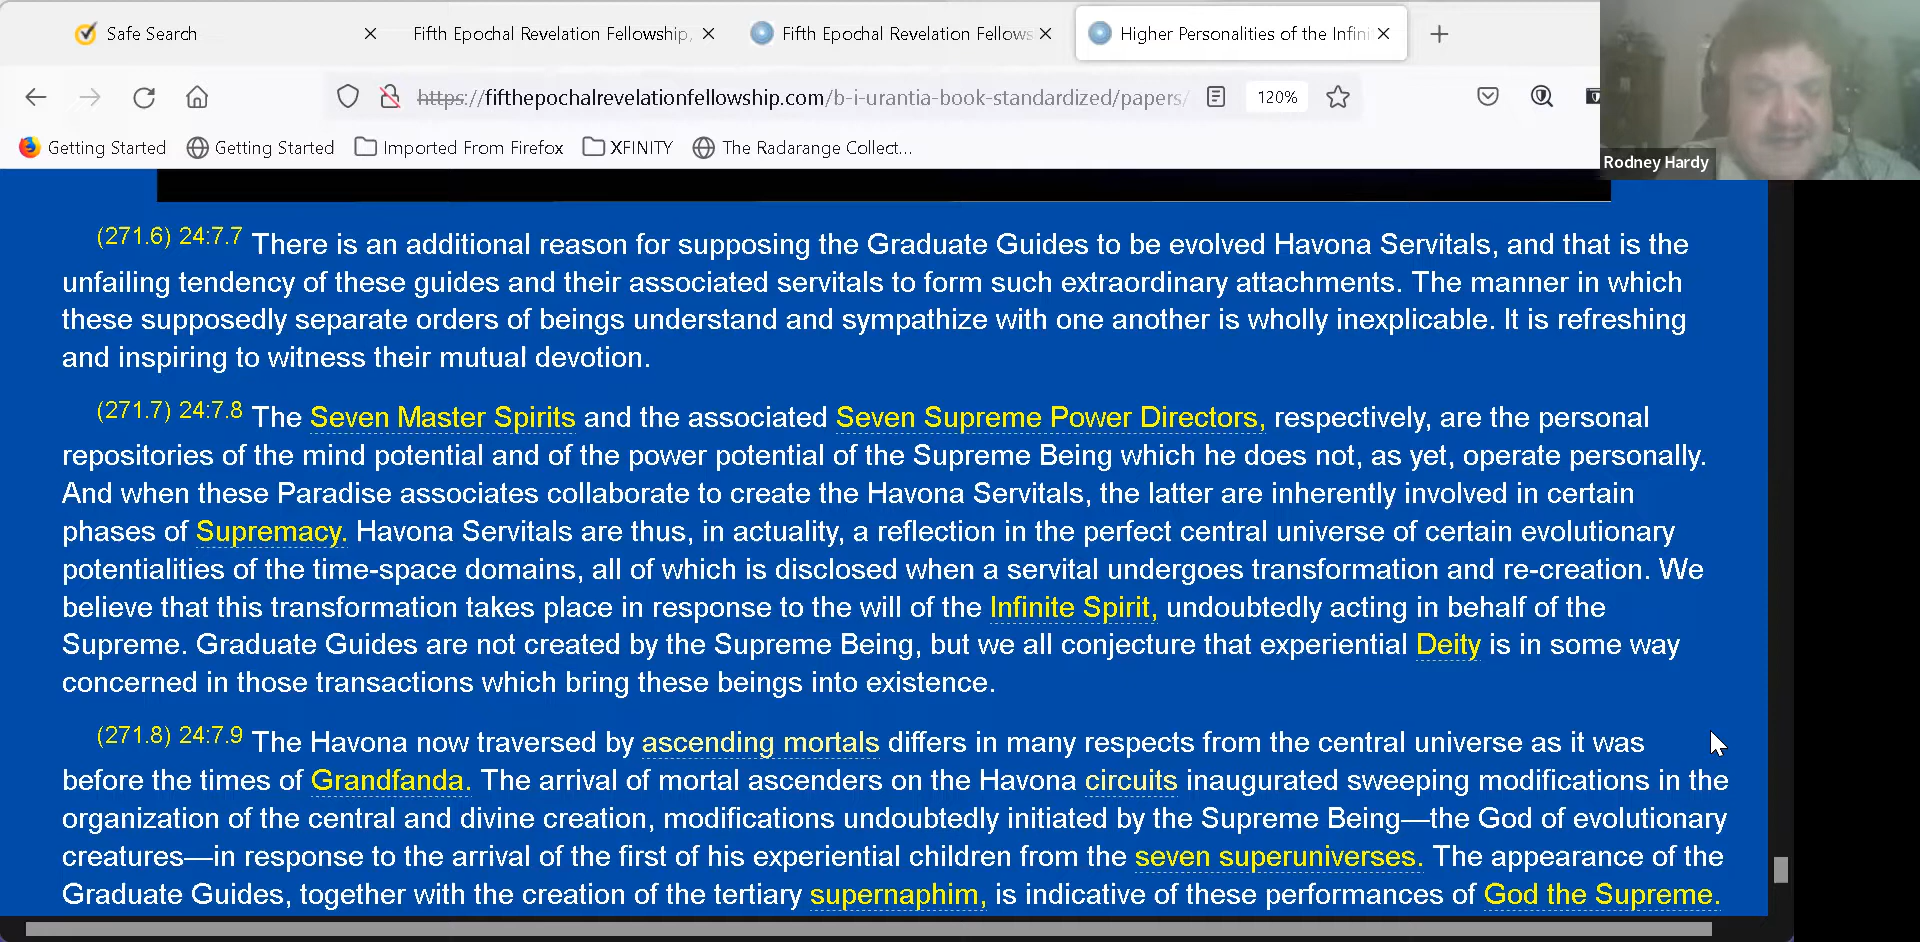 Safe Search
Fifth Epochal Revelation Fellowship,
Fifth Epochal Revelation Fellows
Higher Personalities of the Infini
https://fifthepochalrevelationfellowship.com/b-i-urantia-book-standardized/papers/
120%
Getting Started
Getting Started
Imported From Firefox
XFINITY
The Radarange Collect...
Rodney Hardy
(271.6) 24:7.7 There is an additional reason for supposing the Graduate Guides to be evolved Havona Servitals, and that is the
unfailing tendency of these guides and their associated servitals to form such extraordinary attachments. The manner in which
these supposedly separate orders of beings understand and sympathize with one another is wholly inexplicable. It is refreshing
and inspiring to witness their mutual devotion.
(271.7) 24:7.8 The Seven Master Spirits and the associated Seven Supreme Power Directors, respectively, are the personal
repositories of the mind potential and of the power potential of the Supreme Being which he does not, as yet, operate personally.
And when these Paradise associates collaborate to create the Havona Servitals, the latter are inherently involved in certain
phases of Supremacy. Havona Servitals are thus, in actuality, a reflection in the perfect central universe of certain evolutionary
potentialities of the time-space domains, all of which is disclosed when a servital undergoes transformation and re-creation. We
believe that this transformation takes place in response to the will of the Infinite Spirit, undoubtedly acting in behalf of the
Supreme. Graduate Guides are not created by the Supreme Being, but we all conjecture that experiential Deity is in some way
concerned in those transactions which bring these beings into existence.
(271.8) 24:7.9 The Havona now traversed by ascending mortals differs in many respects from the central universe as it was
before the times of Grandfanda. The arrival of mortal ascenders on the Havona circuits inaugurated sweeping modifications in the
organization of the central and divine creation, modifications undoubtedly initiated by the Supreme Being—the God of evolutionary
creatures—in response to the arrival of the first of his experiential children from the seven superuniverses. The appearance of the
Graduate Guides, together with the creation of the tertiary supernaphim, is indicative of these performances of God the Supreme.